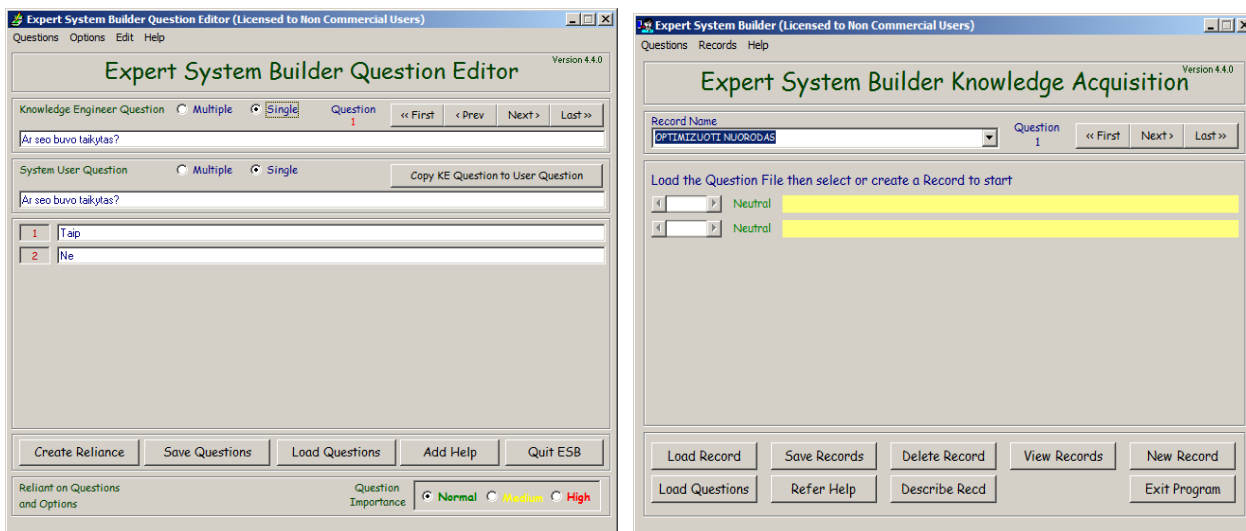 Expert System Builder Question Editor (Licensed to Non Commercial Users)
Questions Options Edit Help
Expert System Builder Question Editor
Version 4.4.0
Knowledge Engineer Question Multiple Single Question 1 << First < Prev Next > Last >>
Ar seo buvo taikytas?
System User Question Multiple Single Copy KE Question to User Question
Ar seo buvo taikytas?
1 Taip
2 Ne
Create Reliance Save Questions Load Questions Add Help Quit ESB
Reliant on Questions and Options
Question Importance Normal Medium High
Expert System Builder (Licensed to Non Commercial Users)
Questions Records Help
Expert System Builder Knowledge Acquisition
Version 4.4.0
Record Name
OPTIMIZUOTI NUORODAS
Question 1 << First Next > Last >>
Load the Question File then select or create a Record to start
Neutral
Neutral
Load Record Save Records Delete Record View Records New Record
Load Questions Refer Help Describe Recd Exit Program